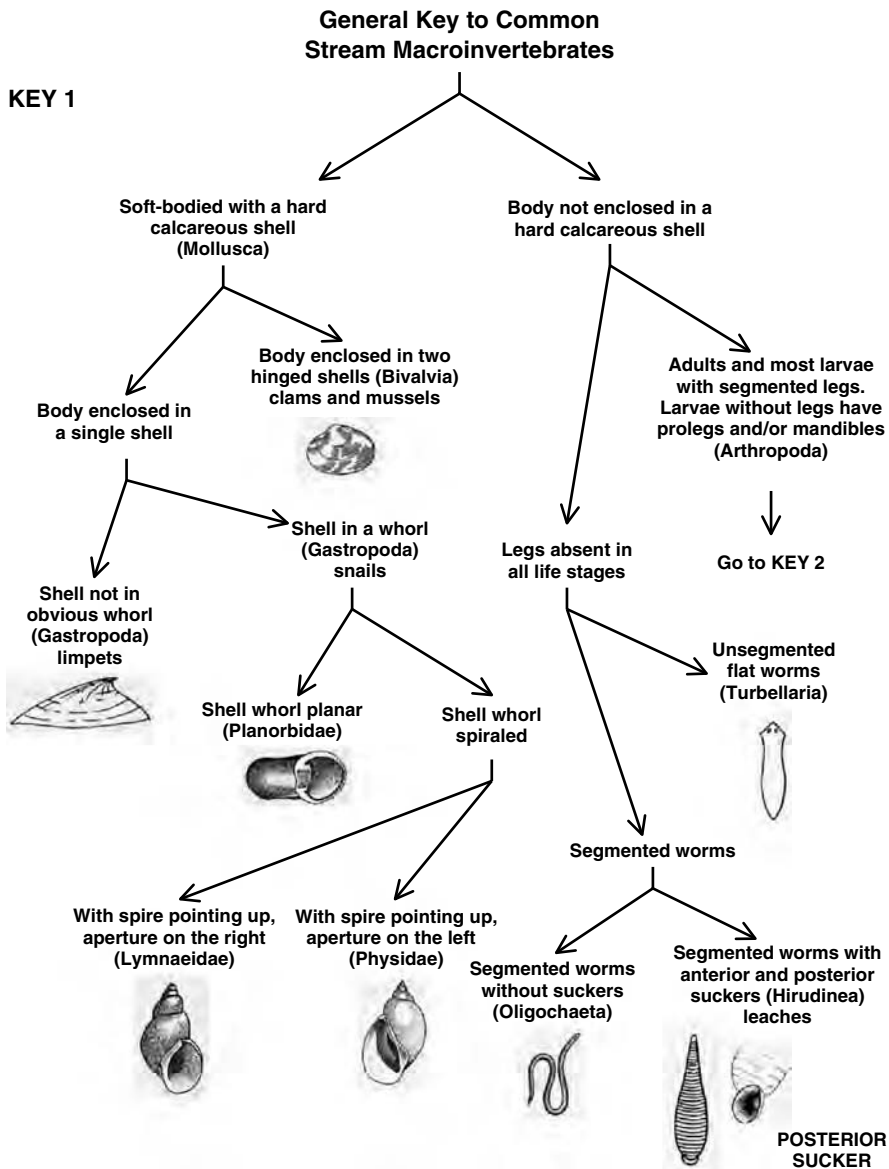 General Key to Common
Stream Macroinvertebrates
KEY 1
Soft-bodied with a hard
calcareous shell
(Mollusca)
Body not enclosed in a
hard calcareous shell
Body enclosed in two
hinged shells (Bivalvia)
clams and mussels
Adults and most larvae
with segmented legs.
Larvae without legs have
prolegs and/or mandibles
(Arthropoda)
Body enclosed in
a single shell
Shell in a whorl
(Gastropoda)
snails
Legs absent in
all life stages
Go to KEY 2
Shell not in
obvious whorl
(Gastropoda)
limpets
Unsegmented
flat worms
(Turbellaria)
Shell whorl planar
(Planorbidae)
Shell whorl
spiraled
Segmented worms
With spire pointing up,
aperture on the right
(Lymnaeidae)
With spire pointing up,
aperture on the left
(Physidae)
Segmented worms
without suckers
(Oligochaeta)
Segmented worms with
anterior and posterior
suckers (Hirudinea)
leaches
POSTERIOR
SUCKER